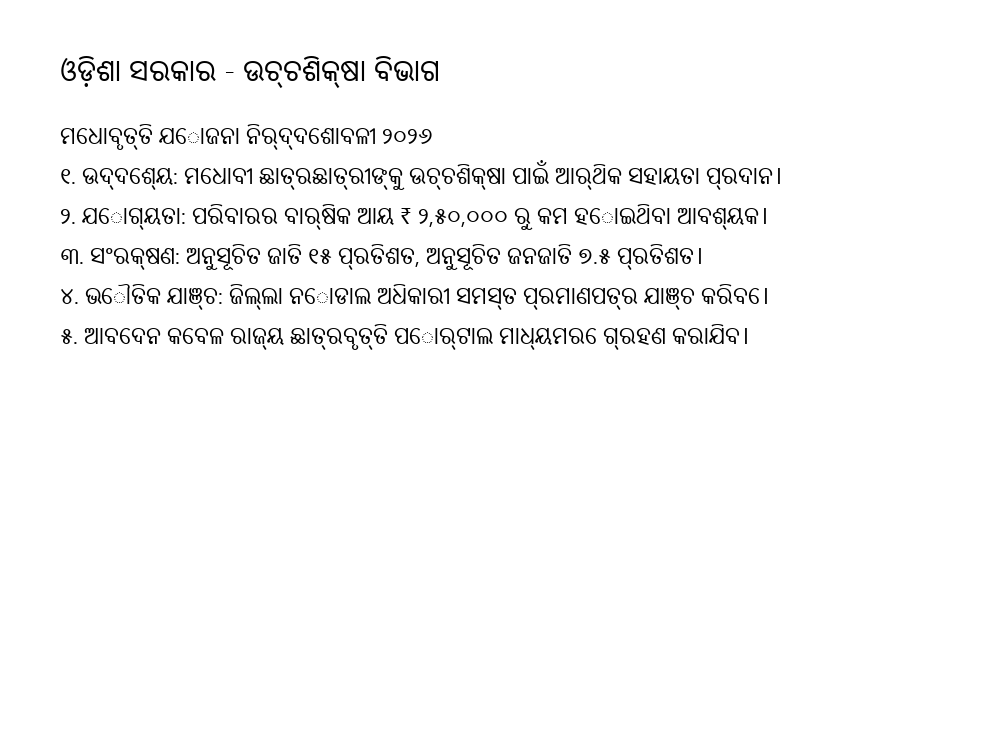 ଓଡ଼ିଶା ସରକାର - ଉଚ୍ଚଶିକ୍ଷା ବିଭାଗ
ମେଧାବୃତ୍ତି ଯୋଜନା ନିର୍ଦ୍ଦେଶାବଳୀ ୨୦୨୬
୧. ଉଦ୍ଦେଶ୍ୟ: ମେଧାବୀ ଛାତ୍ରଛାତ୍ରୀଙ୍କୁ ଉଚ୍ଚଶିକ୍ଷା ପାଇଁ ଆର୍ଥିକ ସହାୟତା ପ୍ରଦାନ।
୨. ଯୋଗ୍ୟତା: ପରିବାରର ବାର୍ଷିକ ଆୟ ₹ ୨,୫୦,୦୦୦ ରୁ କମ ହୋଇଥିବା ଆବଶ୍ୟକ।
୩. ସଂରକ୍ଷଣ: ଅନୁସୂଚିତ ଜାତି ୧୫ ପ୍ରତିଶତ, ଅନୁସୂଚିତ ଜନଜାତି ୭.୫ ପ୍ରତିଶତ।
୪. ଭୌତିକ ଯାଞ୍ଚ: ଜିଲ୍ଲା ନୋଡାଲ ଅଧିକାରୀ ସମସ୍ତ ପ୍ରମାଣପତ୍ର ଯାଞ୍ଚ କରିବେ।
୫. ଆବେଦନ କେବଳ ରାଜ୍ୟ ଛାତ୍ରବୃତ୍ତି ପୋର୍ଟାଲ ମାଧ୍ୟମରେ ଗ୍ରହଣ କରାଯିବ।